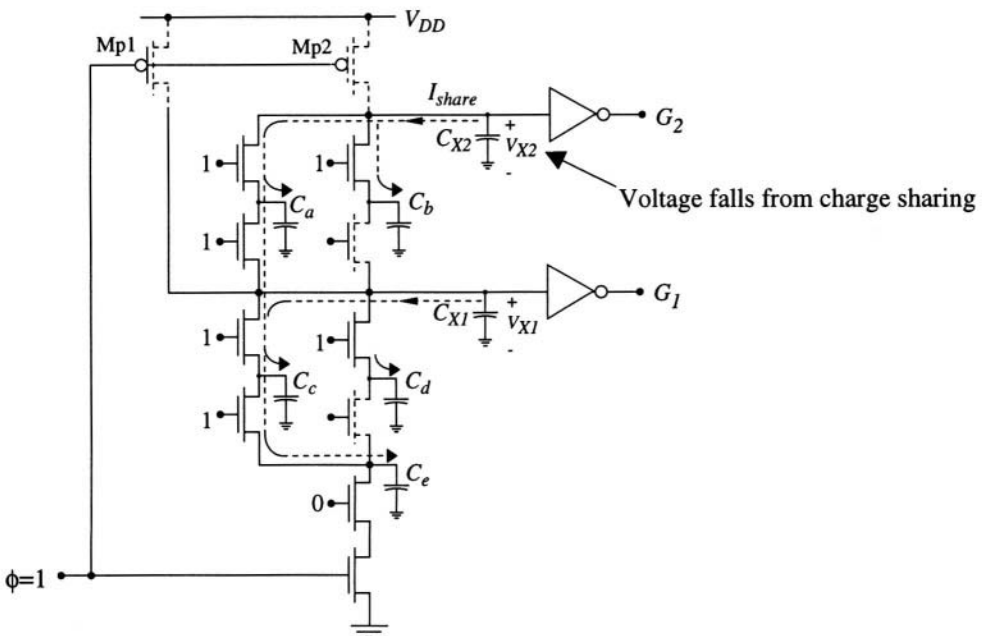 V_DD
Mp1
Mp2
I_share
G_2
C_X2
+
V_X2
-
1
1
C_a
C_b
Voltage falls from charge sharing
1
G_1
C_X1
+
V_X1
-
1
1
C_c
C_d
1
C_e
0
ϕ=1